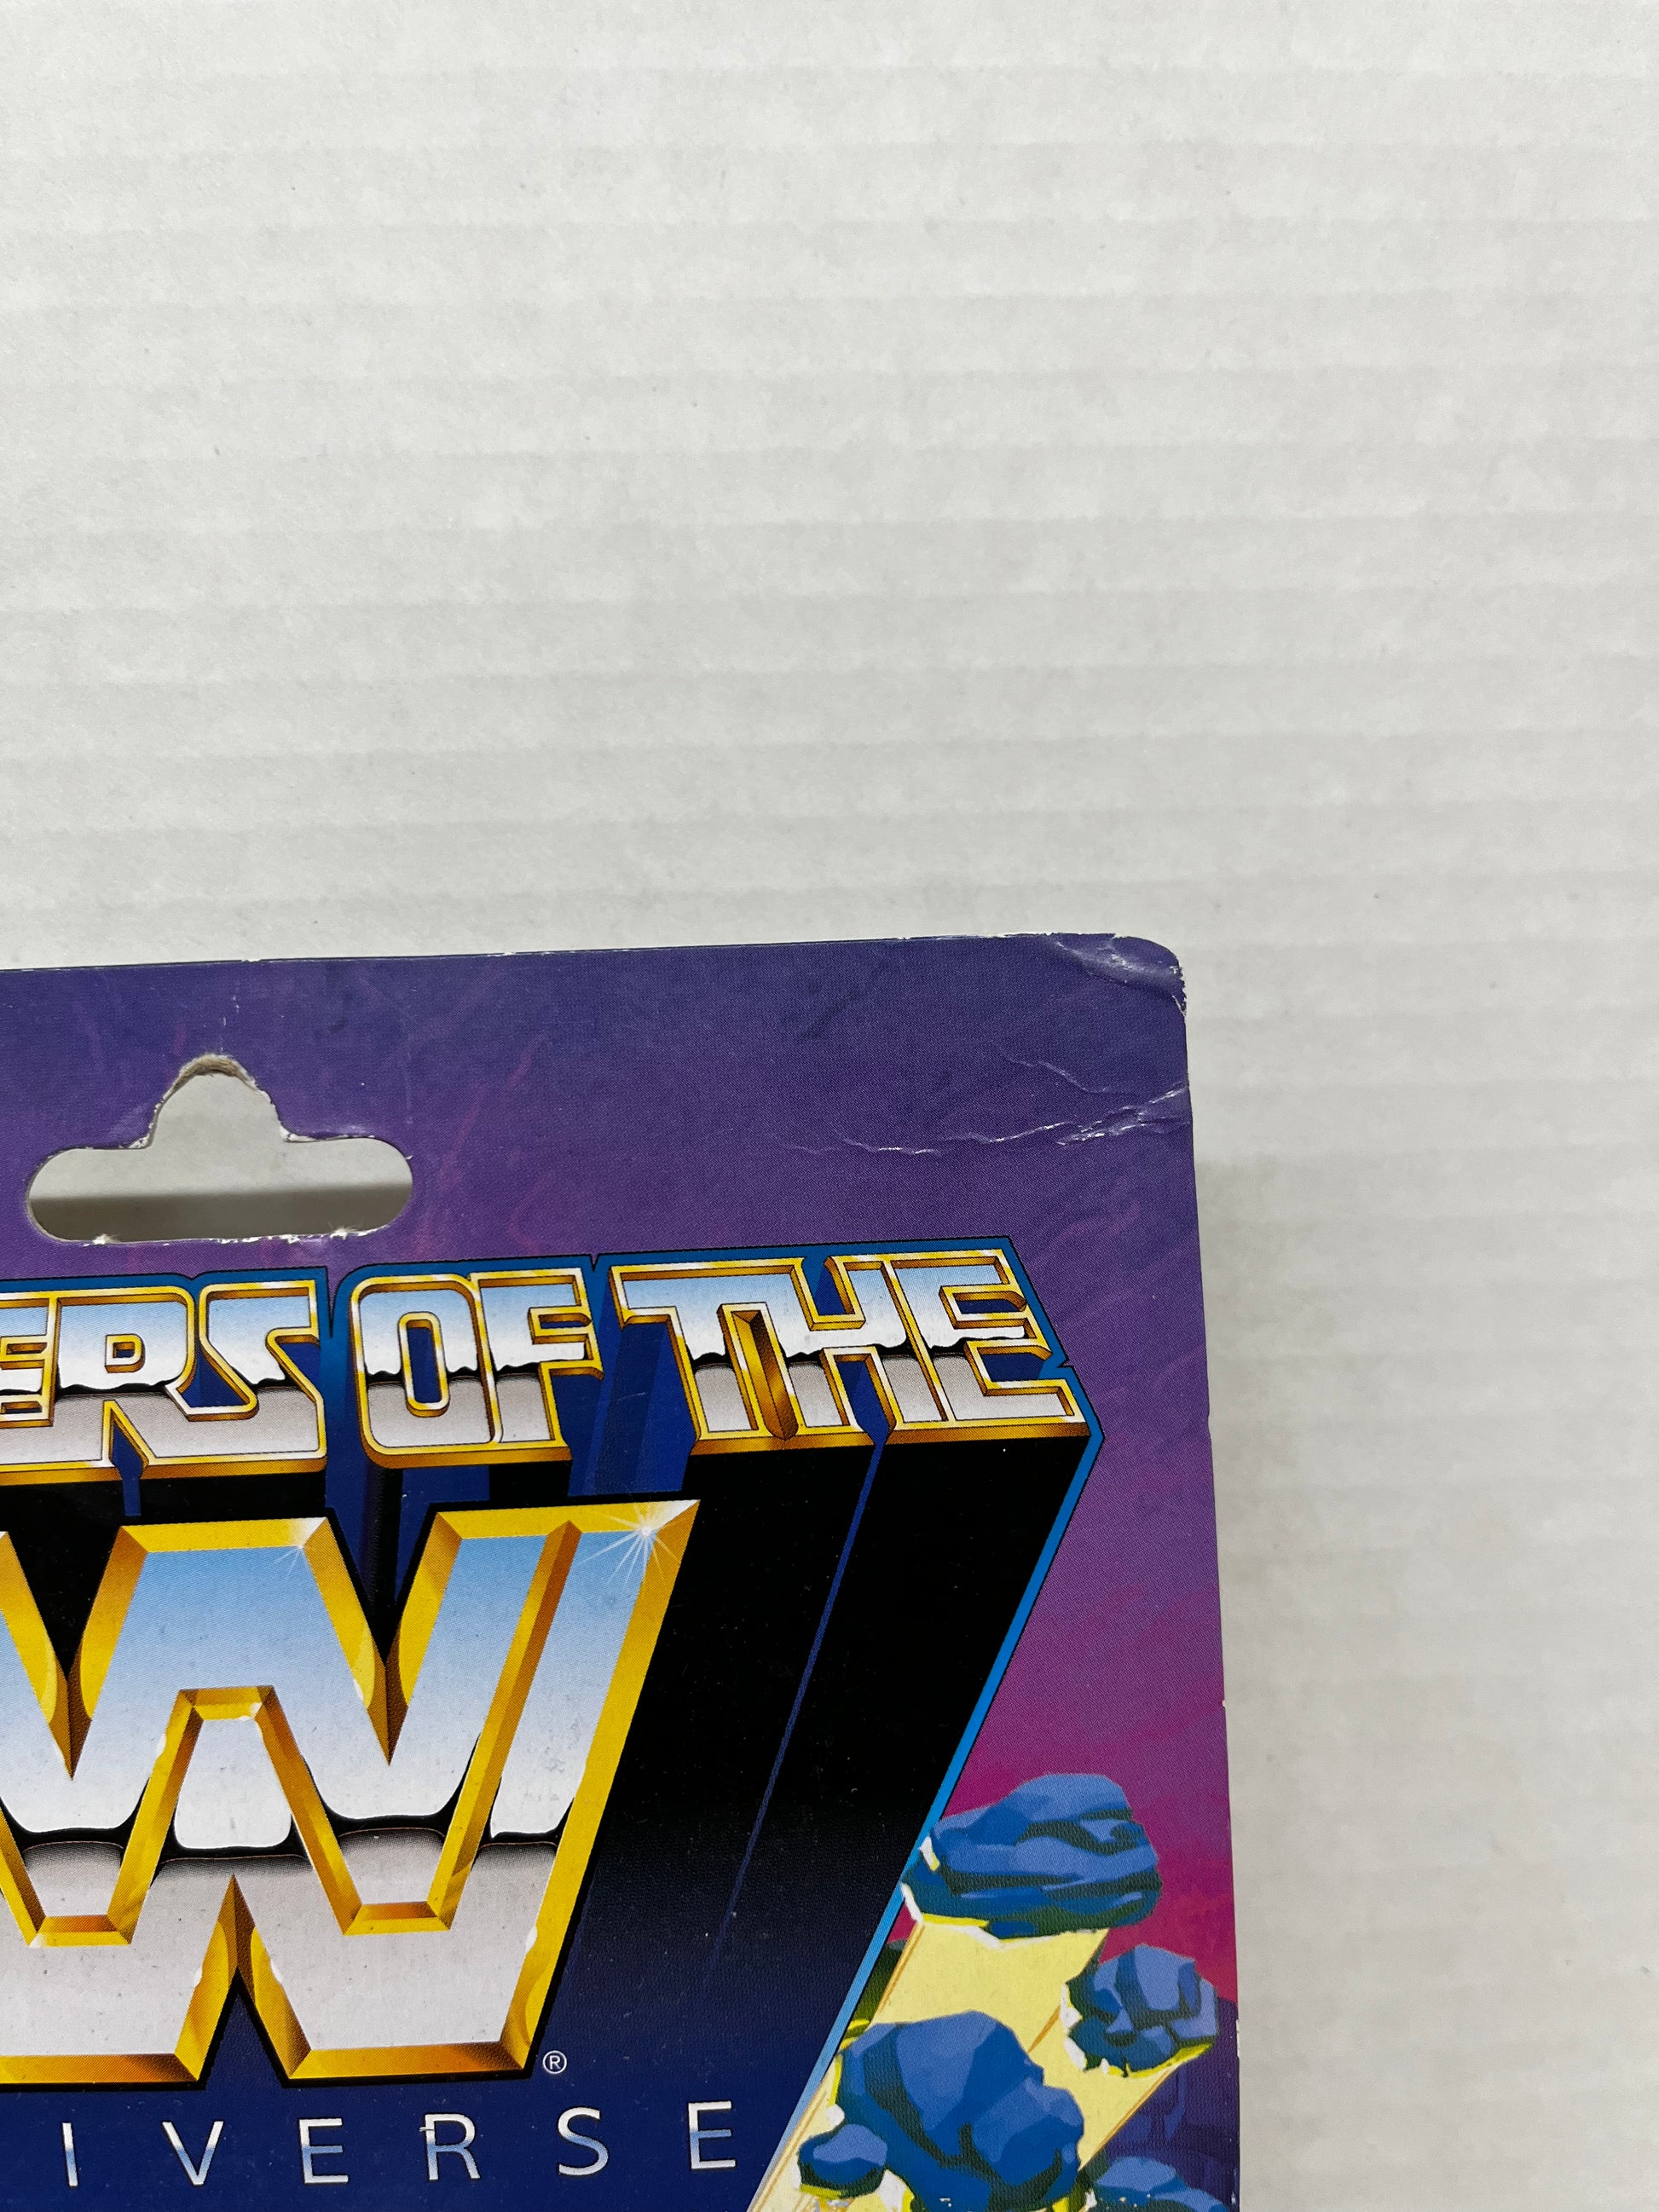 ERS OF THE
W
®
IVERSE